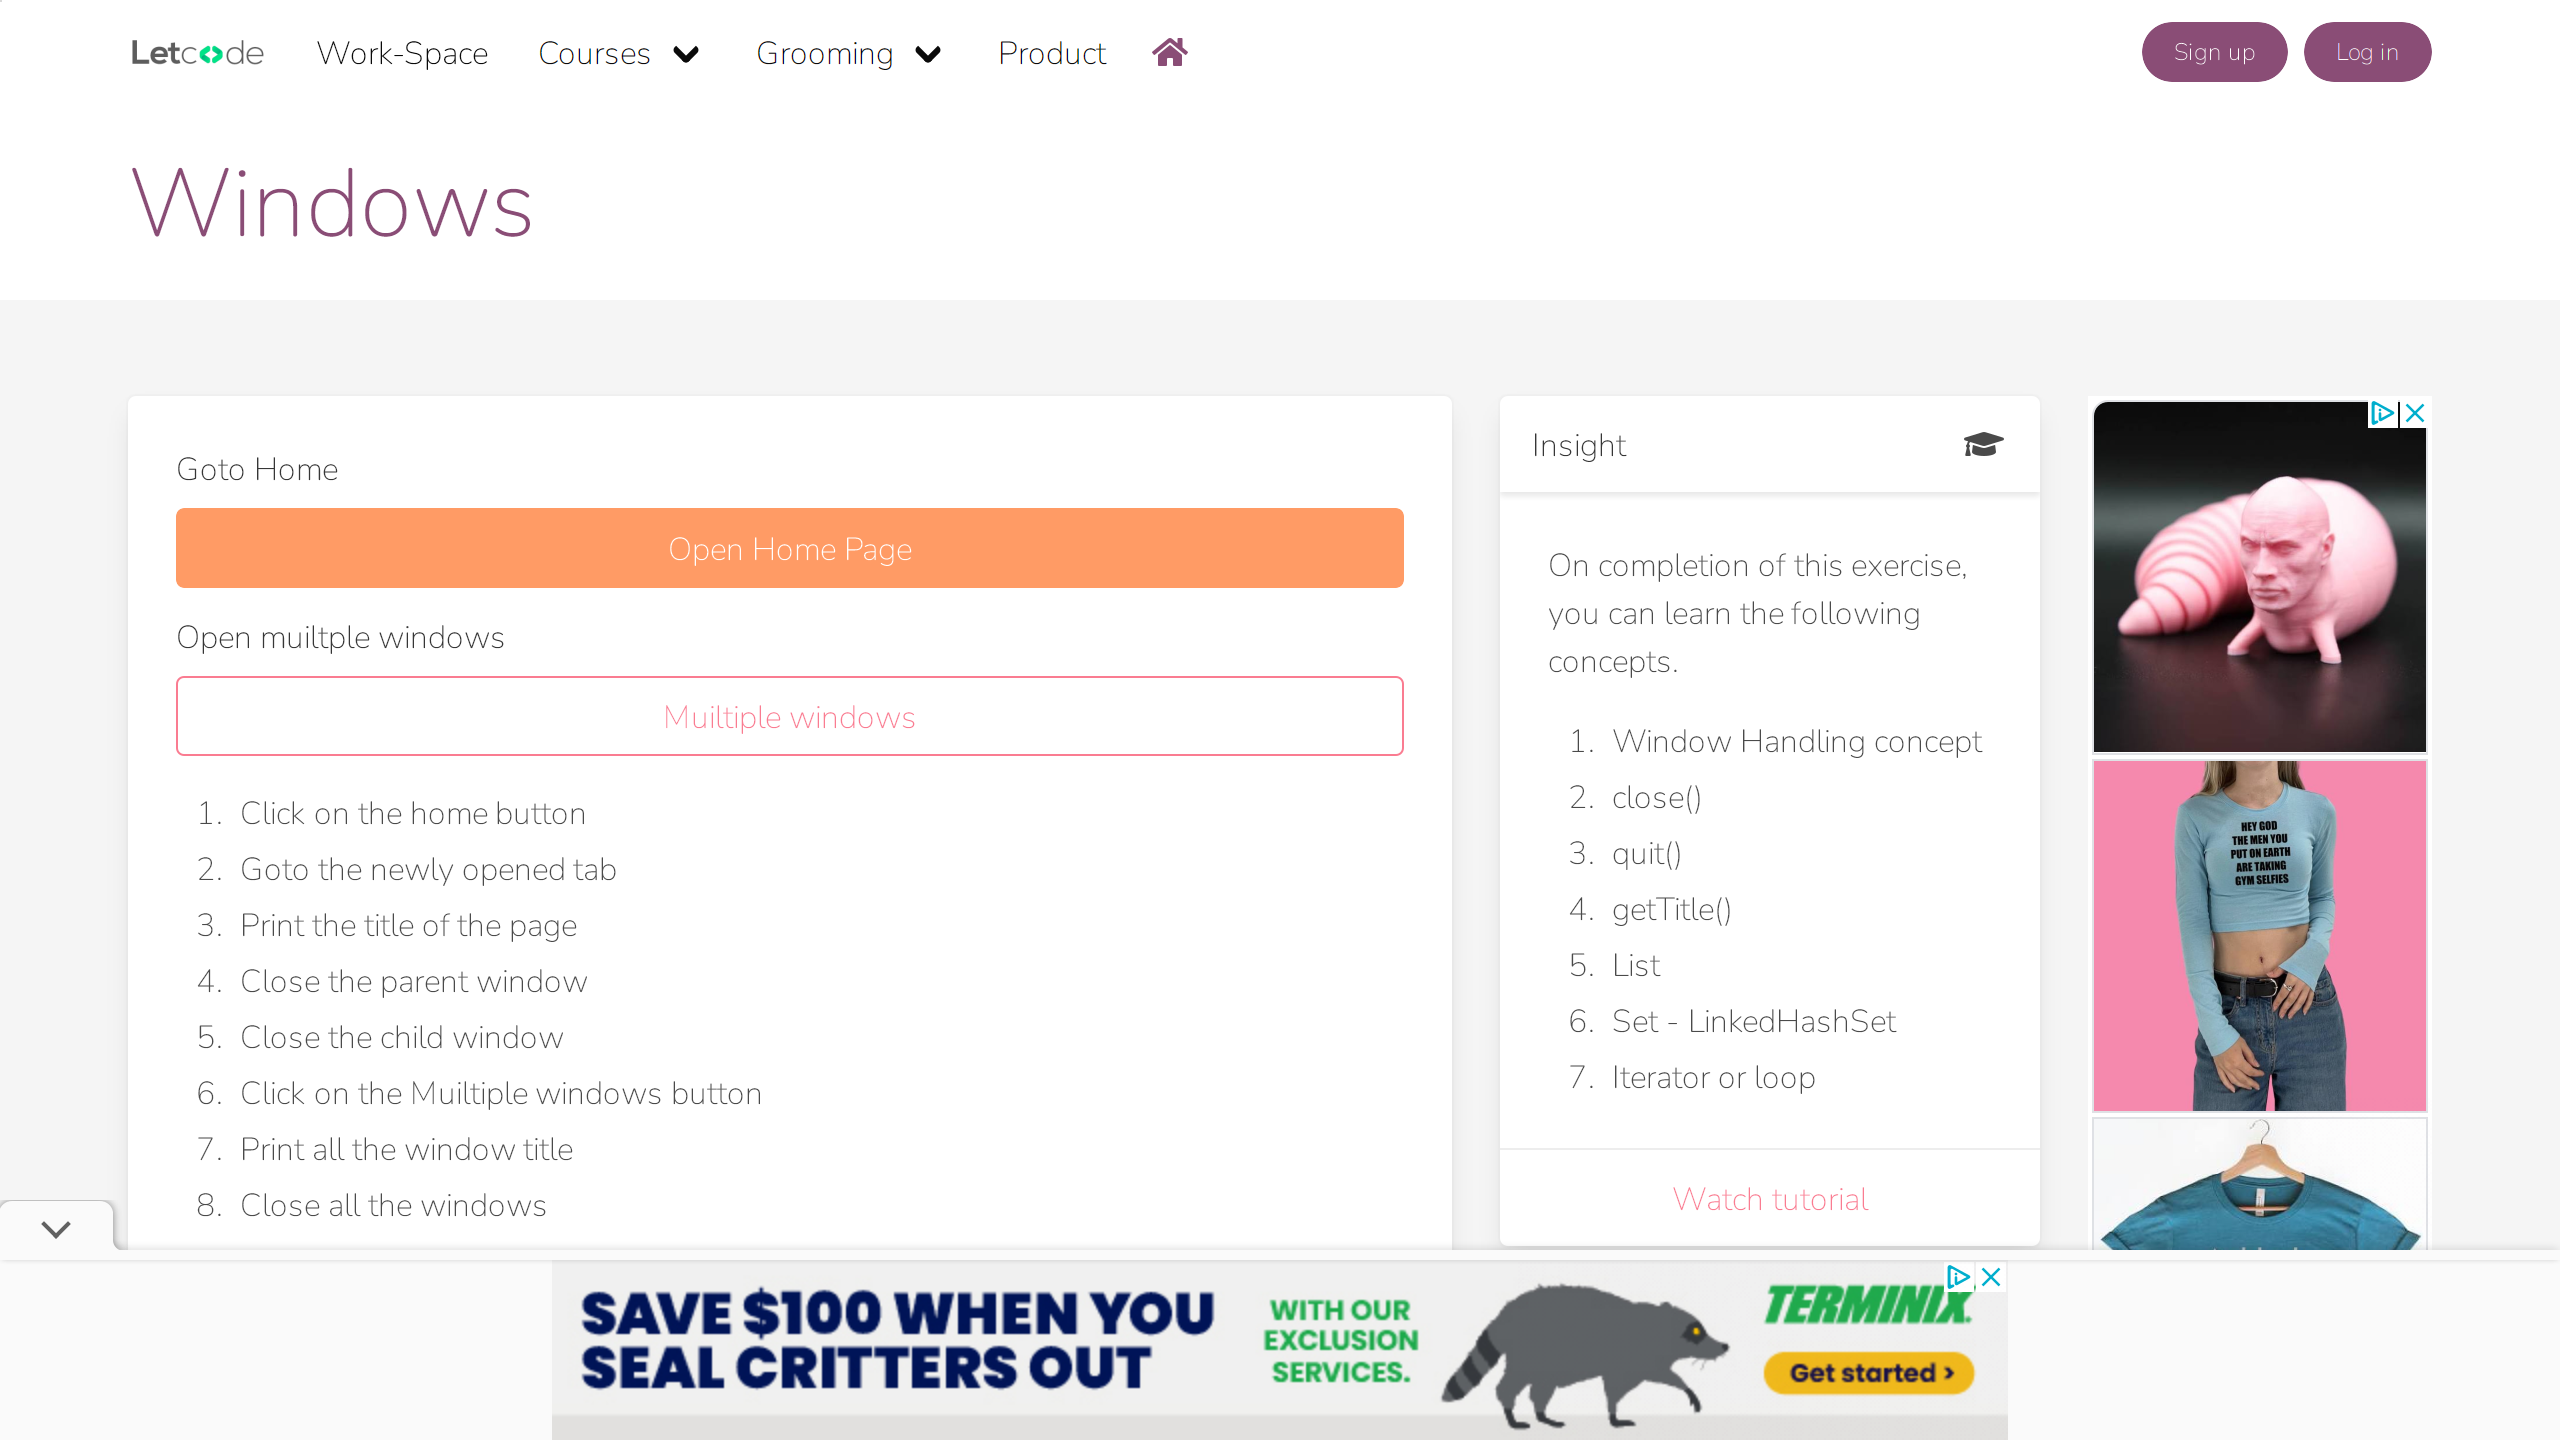 Letcode
Work-Space
Courses
Grooming
Product
Sign up
Log in
Windows
Goto Home
Open Home Page
Open muiltple windows
Muiltiple windows
1. Click on the home button
2. Goto the newly opened tab
3. Print the title of the page
4. Close the parent window
5. Close the child window
6. Click on the Muiltiple windows button
7. Print all the window title
8. Close all the windows
Insight
On completion of this exercise,
you can learn the following
concepts.
1. Window Handling concept
2. close()
3. quit()
4. getTitle()
5. List
6. Set - LinkedHashSet
7. Iterator or loop
Watch tutorial
HEY GOD
THE MEN YOU
PUT ON EARTH
ARE TAKING
GYM SELFIES
SAVE $100 WHEN YOU
SEAL CRITTERS OUT
WITH OUR
EXCLUSION
SERVICES.
TERMINIX
Get started >